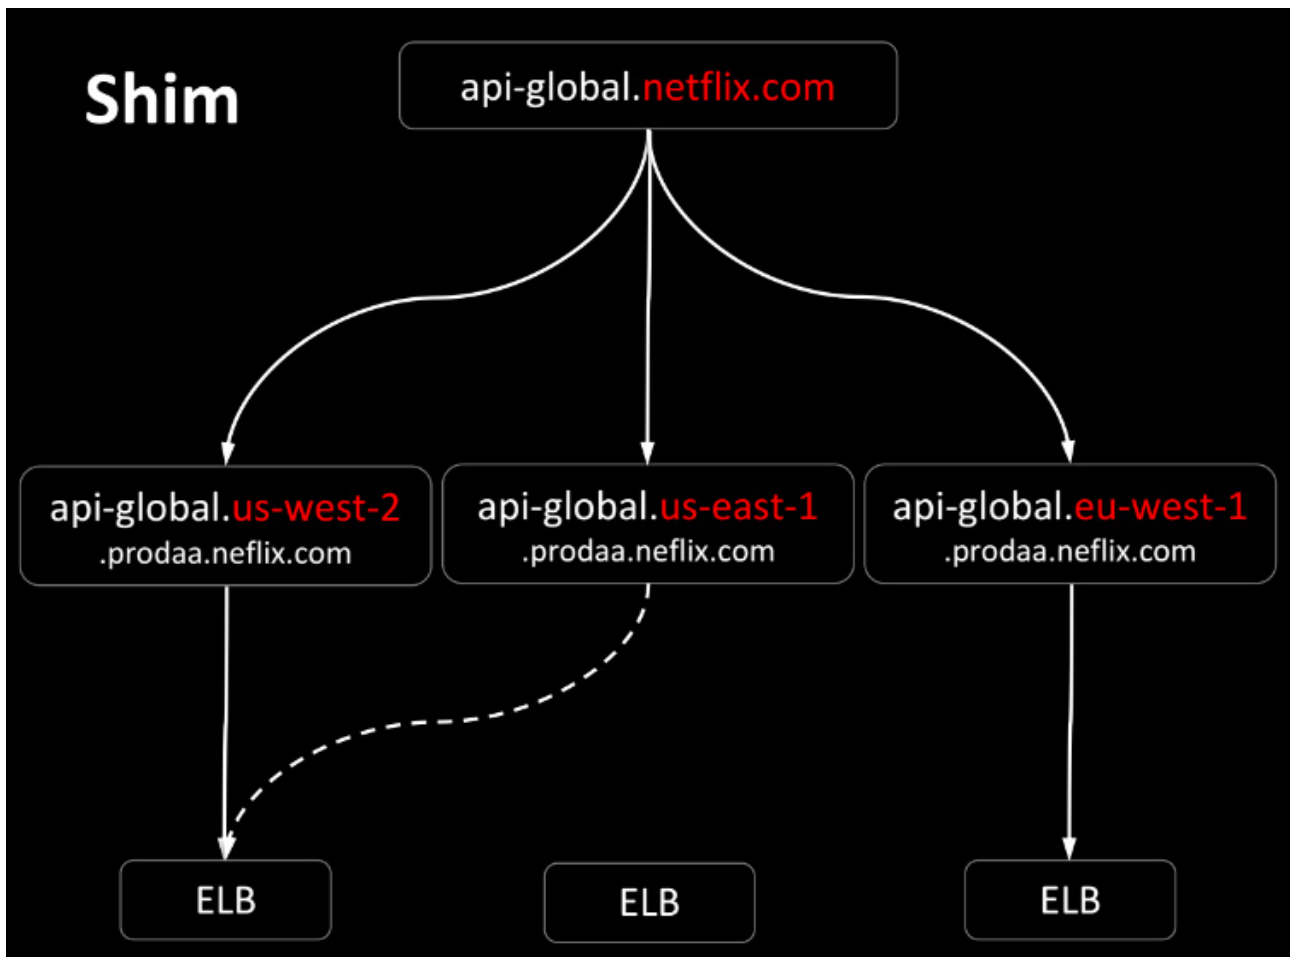 Shim
api-global.netflix.com
api-global.us-west-2
.prodaa.neflix.com
api-global.us-east-1
.prodaa.neflix.com
api-global.eu-west-1
.prodaa.neflix.com
ELB
ELB
ELB